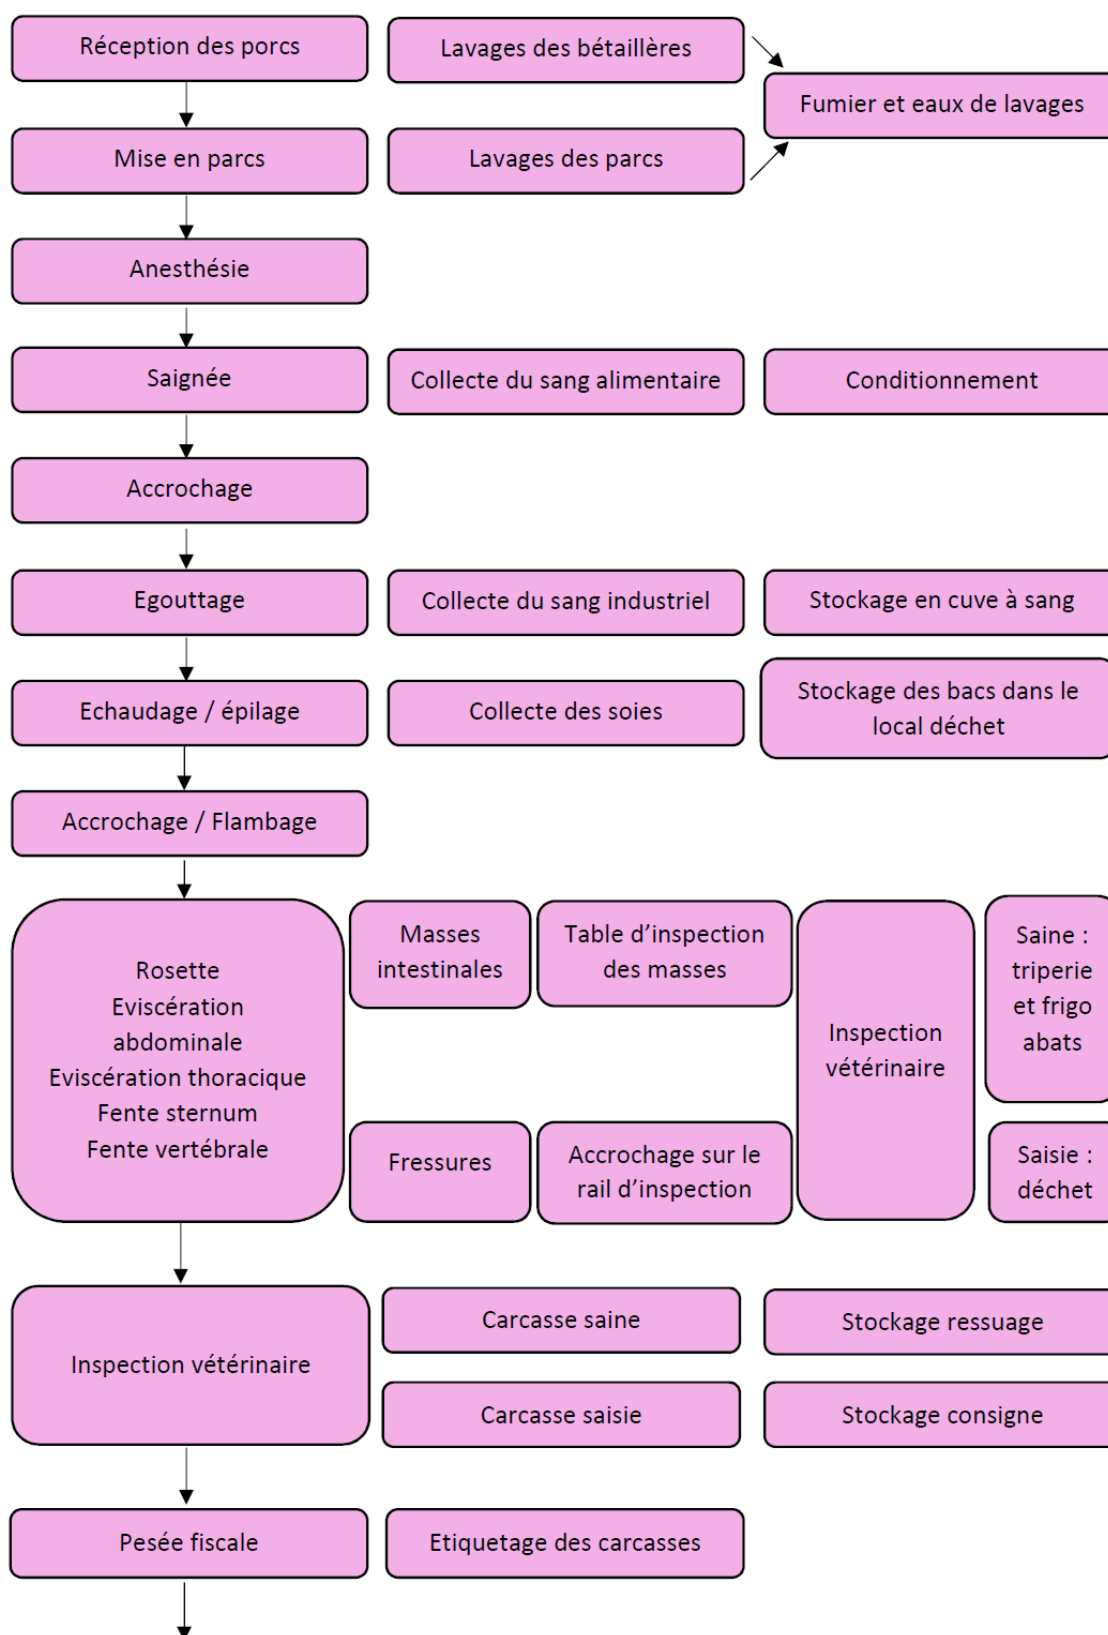 Réception des porcs
Lavages des bétaillères
Fumier et eaux de lavages
Mise en parcs
Lavages des parcs
Anesthésie
Saignée
Collecte du sang alimentaire
Conditionnement
Accrochage
Egouttage
Collecte du sang industriel
Stockage en cuve à sang
Echaudage / épilage
Collecte des soies
Stockage des bacs dans le
local déchet
Accrochage / Flambage
Rosette
Eviscération
abdominale
Eviscération thoracique
Fente sternum
Fente vertébrale
Masses
intestinales
Table d’inspection
des masses
Fressures
Accrochage sur le
rail d’inspection
Inspection
vétérinaire
Saine :
triperie
et frigo
abats
Saisie :
déchet
Inspection vétérinaire
Carcasse saine
Stockage ressuage
Carcasse saisie
Stockage consigne
Pesée fiscale
Etiquetage des carcasses